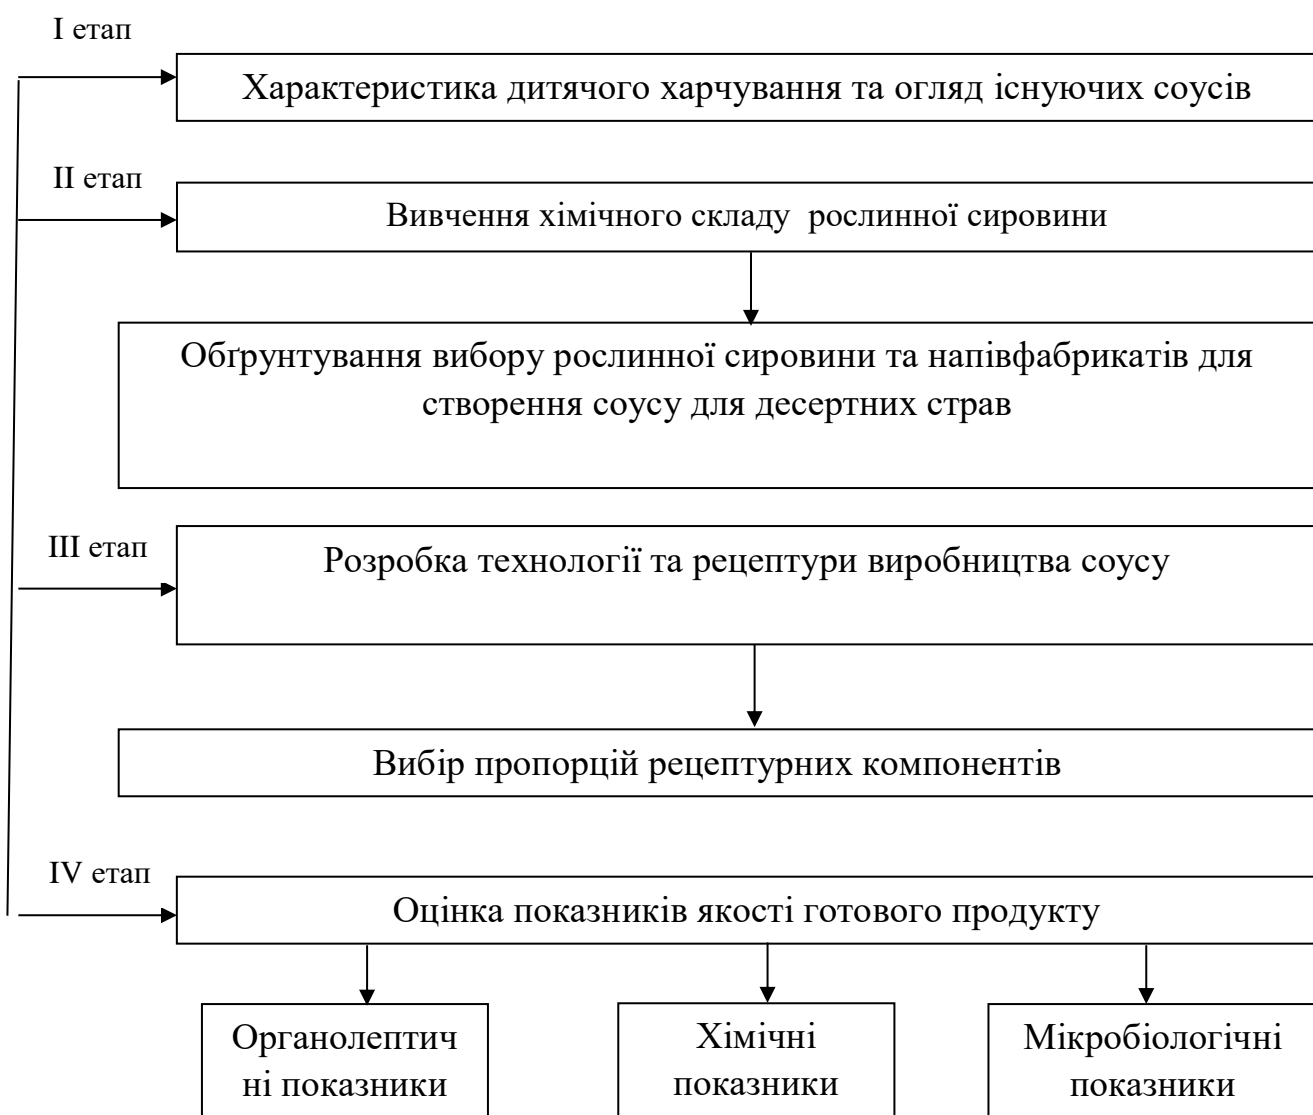 І етап
Характеристика дитячого харчування та огляд існуючих соусів
ІІ етап
Вивчення хімічного складу рослинної сировини
Обґрунтування вибору рослинної сировини та напівфабрикатів для
створення соусу для десертних страв
ІІІ етап
Розробка технології та рецептури виробництва соусу
Вибір пропорцій рецептурних компонентів
IV етап
Оцінка показників якості готового продукту
Органолептич
ні показники
Хімічні
показники
Мікробіологічні
показники